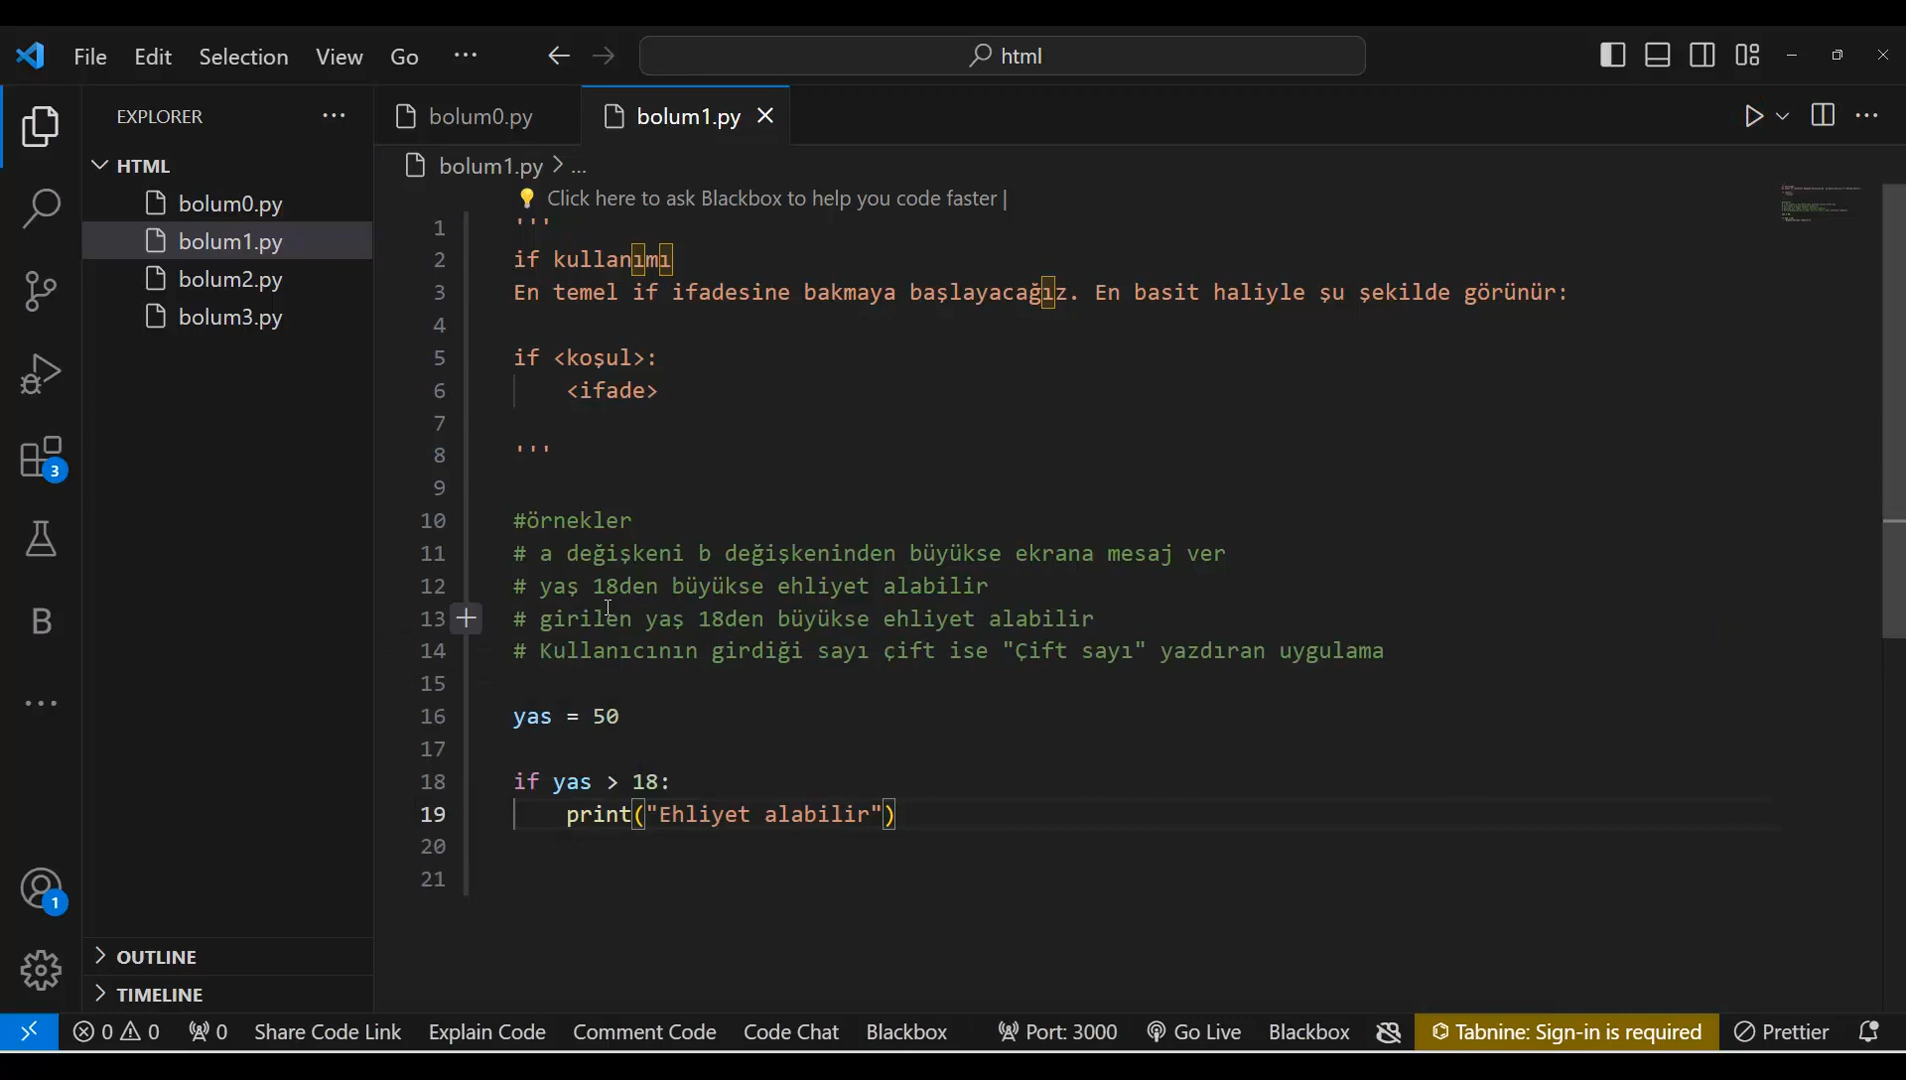 File Edit Selection View Go ··· html
EXPLORER ···
bolum0.py bolum1.py
HTML
bolum1.py > ...
bolum0.py
bolum1.py
bolum2.py
bolum3.py
Click here to ask Blackbox to help you code faster |
1 '''
2 if kullanımı
3 En temel if ifadesine bakmaya başlayacağız. En basit haliyle şu şekilde görünür:
4
5 if <koşul>:
6 <ifade>
7
8 '''
9
10 #örnekler
11 # a değişkeni b değişkeninden büyükse ekrana mesaj ver
12 # yaş 18den büyükse ehliyet alabilir
13 # girilen yaş 18den büyükse ehliyet alabilir
14 # Kullanıcının girdiği sayı çift ise "Çift sayı" yazdıran uygulama
15
16 yas = 50
17
18 if yas > 18:
19 print("Ehliyet alabilir")
20
21
3
B
1
OUTLINE
TIMELINE
0 0 0 Share Code Link Explain Code Comment Code Code Chat Blackbox Port: 3000 Go Live Blackbox Tabnine: Sign-in is required Prettier